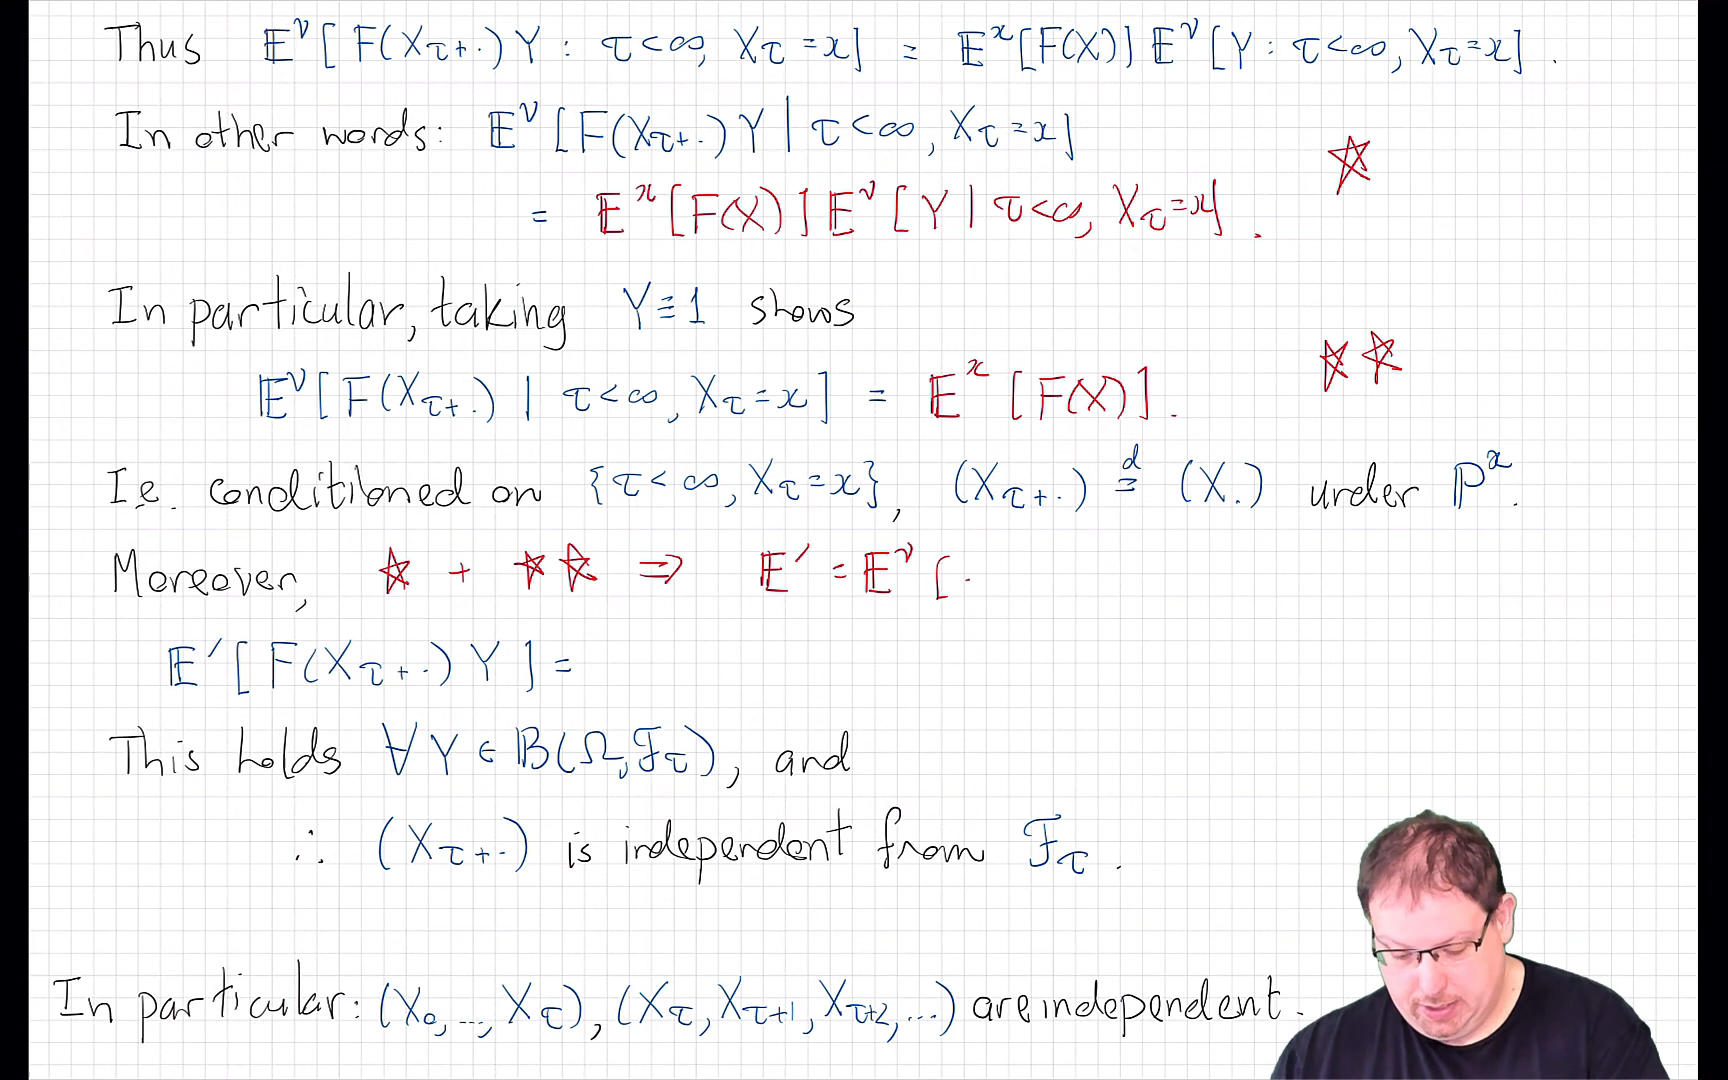 Thus 𝔼^ν[F(X_{τ+·})Y : τ<∞, X_τ=x] = 𝔼^x[F(X)] 𝔼^ν[Y : τ<∞, X_τ=x].
In other words: 𝔼^ν[F(X_{τ+·})Y | τ<∞, X_τ=x]
= 𝔼^x[F(X)] 𝔼^ν[Y | τ<∞, X_τ=x]. ☆
In particular, taking Y≡1 shows
𝔼^ν[F(X_{τ+·}) | τ<∞, X_τ=x] = 𝔼^x[F(X)]. ☆☆
I.e. conditioned on {τ<∞, X_τ=x}, (X_{τ+·}) =^d (X.) under ℙ^x.
Moreover, ☆ + ☆☆ ⇒ 𝔼′ = 𝔼^ν[·
𝔼′[F(X_{τ+·})Y] =
This holds ∀Y∈𝔹(Ω,ℱ_τ), and
∴ (X_{τ+·}) is independent from ℱ_τ.
In particular: (X_0,...,X_τ), (X_τ,X_{τ+1},X_{τ+2},...) are independent.